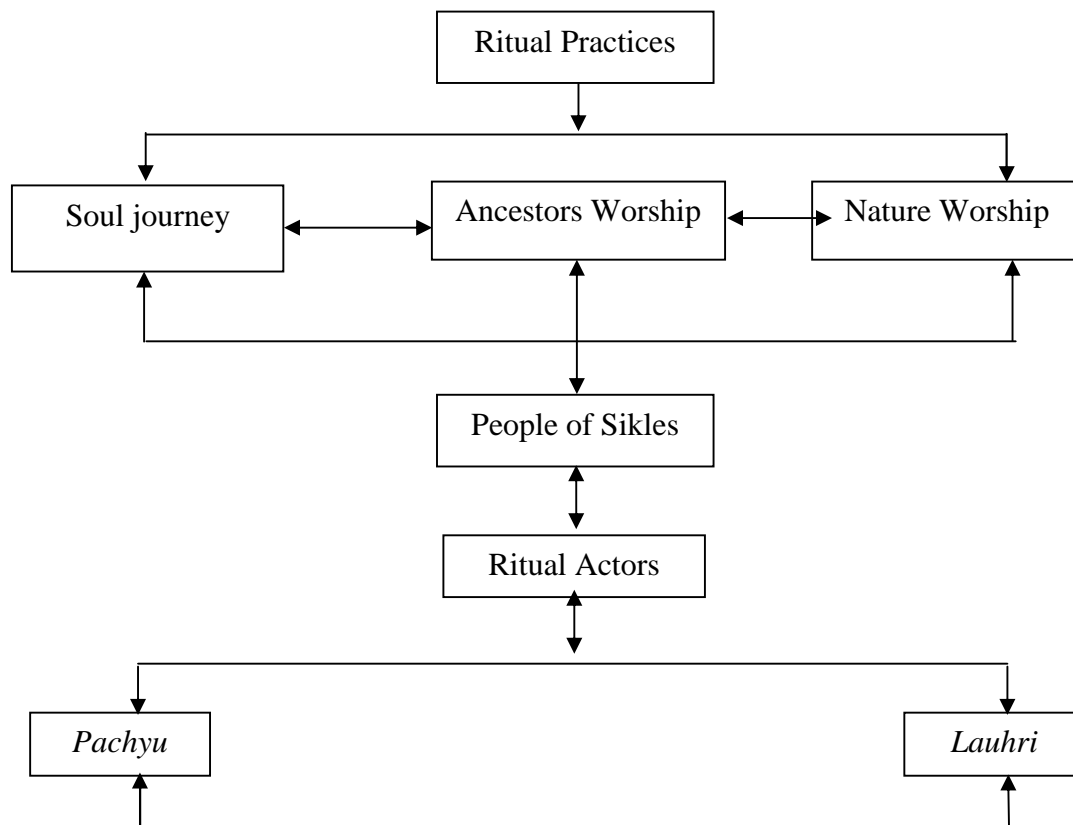 Ritual Practices
Soul journey
Ancestors Worship
Nature Worship
People of Sikles
Ritual Actors
Pachyu
Lauhri